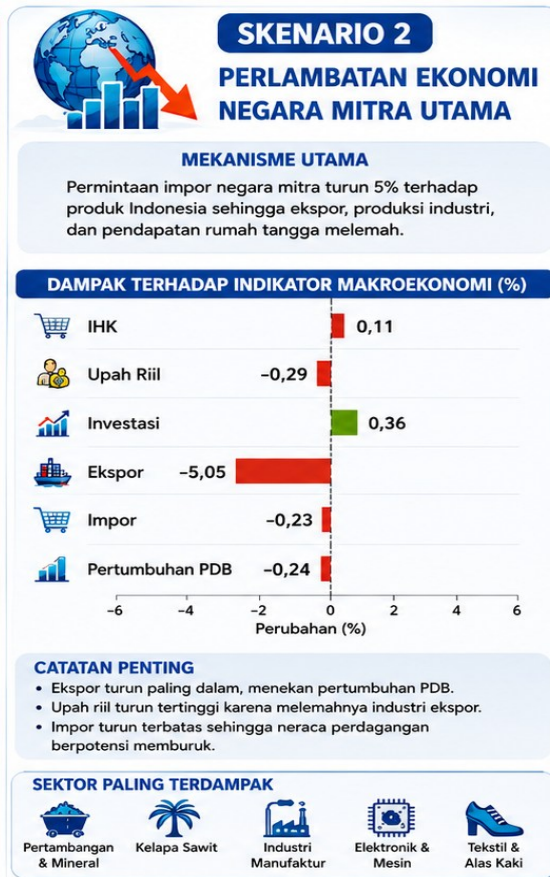 SKENARIO 2
PERLAMBATAN EKONOMI
NEGARA MITRA UTAMA
MEKANISME UTAMA
Permintaan impor negara mitra turun 5% terhadap
produk Indonesia sehingga ekspor, produksi industri,
dan pendapatan rumah tangga melemah.
DAMPAK TERHADAP INDIKATOR MAKROEKONOMI (%)
IHK 0,11
Upah Riil −0,29
Investasi 0,36
Ekspor −5,05
Impor −0,23
Pertumbuhan PDB −0,24
-6 -4 -2 0 2 4 6
Perubahan (%)
CATATAN PENTING
• Ekspor turun paling dalam, menekan pertumbuhan PDB.
• Upah riil turun tertinggi karena melemahnya industri ekspor.
• Impor turun terbatas sehingga neraca perdagangan
berpotensi memburuk.
SEKTOR PALING TERDAMPAK
Pertambangan
& Mineral
Kelapa Sawit
Industri
Manufaktur
Elektronik &
Mesin
Tekstil &
Alas Kaki